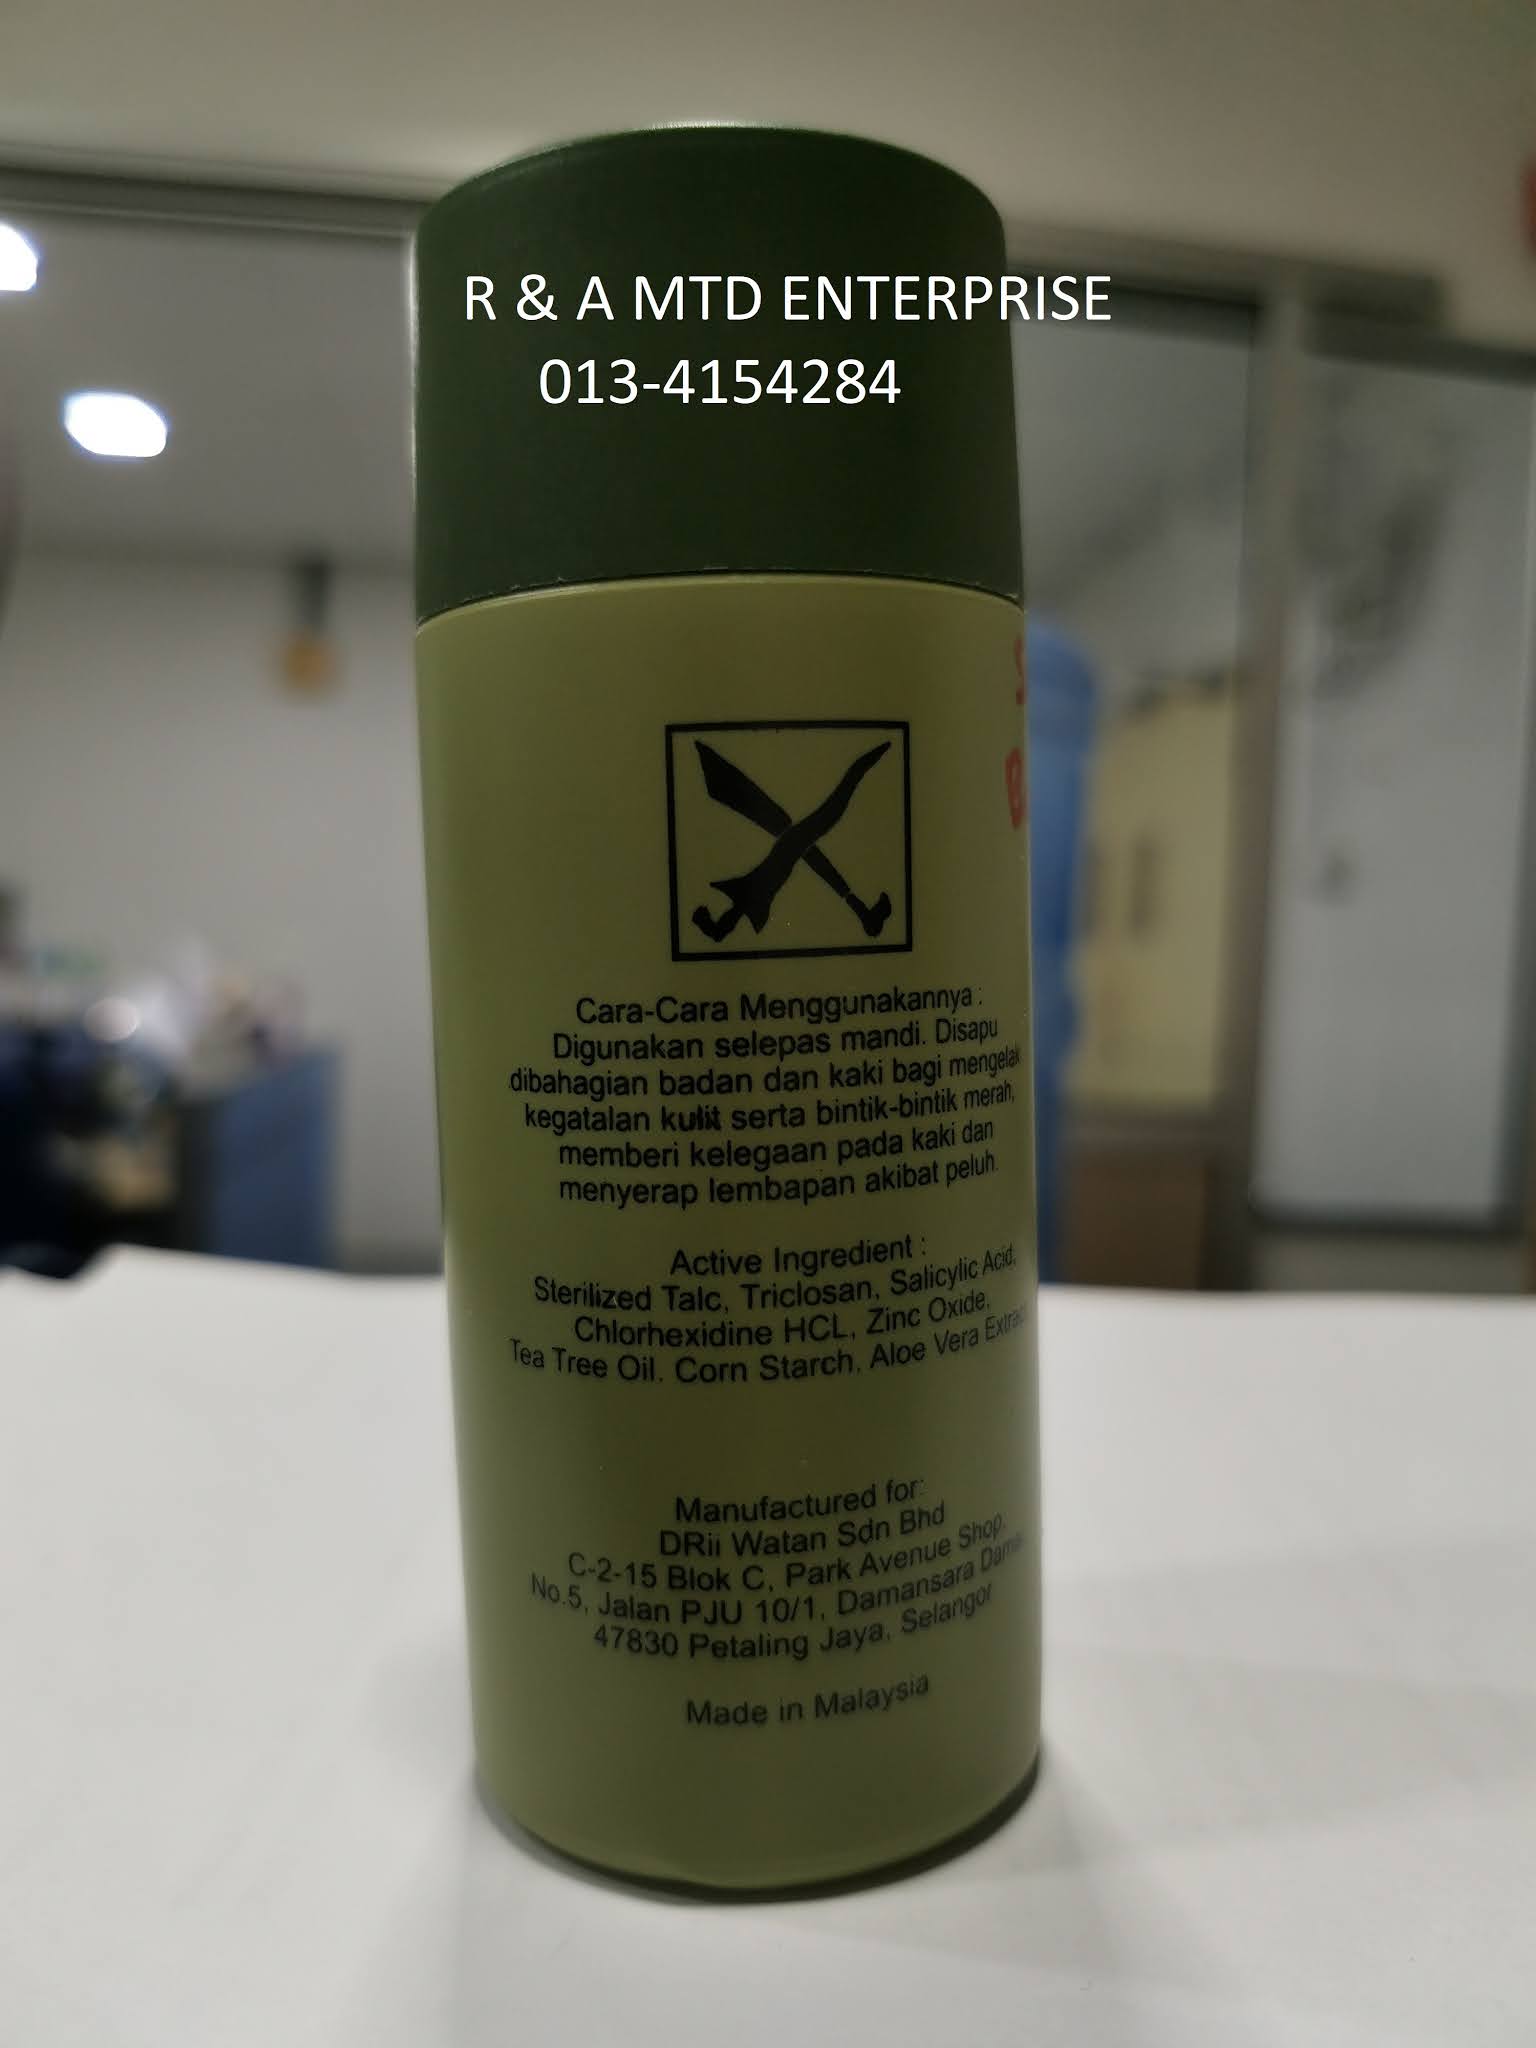 R & A MTD ENTERPRISE
013-4154284
Cara-Cara Menggunakannya :
Digunakan selepas mandi. Disapu
dibahagian badan dan kaki bagi mengelak
kegatalan kulit serta bintik-bintik merah,
memberi kelegaan pada kaki dan
menyerap lembapan akibat peluh.
Active Ingredient :
Sterilized Talc, Triclosan, Salicylic Acid,
Chlorhexidine HCL, Zinc Oxide,
Tea Tree Oil. Corn Starch. Aloe Vera
Manufactured for:
DRii Watan Sdn Bhd
C-2-15 Blok C, Park Avenue Shop,
No.5, Jalan PJU 10/1, Damansara
47830 Petaling Jaya, Selangor
Made in Malaysia